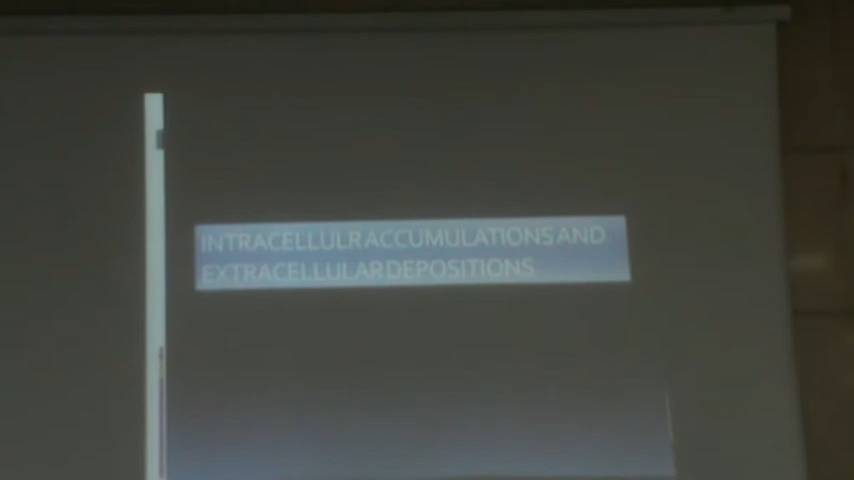 INTRACELLULR ACCUMULATIONS AND
EXTRACELLULAR DEPOSITIONS